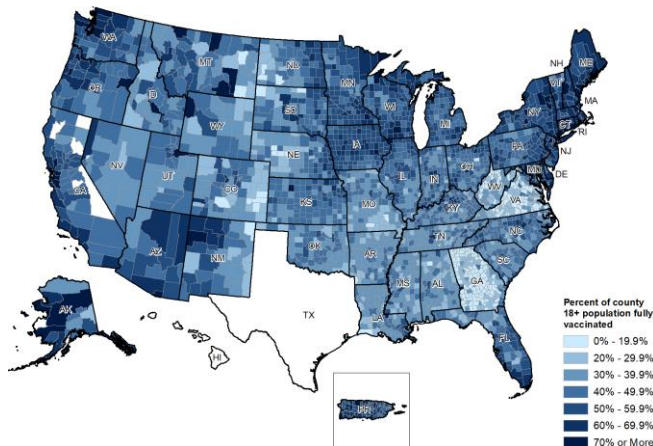 WA
MT
ND
MN
OR
ID
SD
WI
MI
WY
NH
VT
ME
NY
MA
CT
RI
NV
UT
CO
NE
IA
IL
IN
OH
PA
NJ
MD
DE
CA
KS
MO
KY
WV
VA
AZ
NM
OK
AR
TN
NC
SC
MS
AL
GA
TX
LA
FL
AK
HI
PR
Percent of county
18+ population fully
vaccinated
0% - 19.9%
20% - 29.9%
30% - 39.9%
40% - 49.9%
50% - 59.9%
60% - 69.9%
70% or More